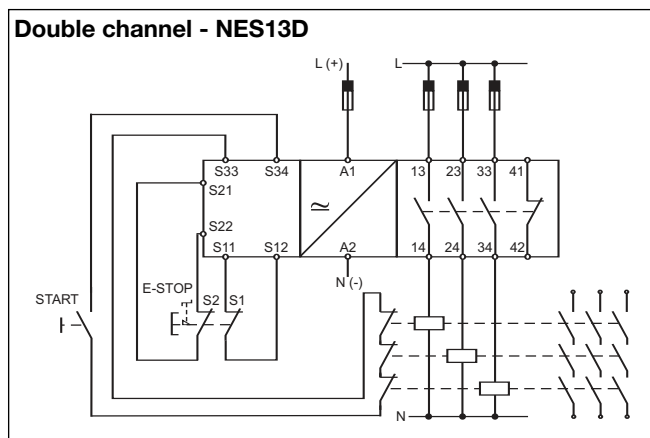 Double channel - NES13D
L (+) L
S33 S34 A1 13 23 33 41
S21
≅
S22
S11 S12 A2 14 24 34 42
N (-)
E-STOP
START S2 S1
N